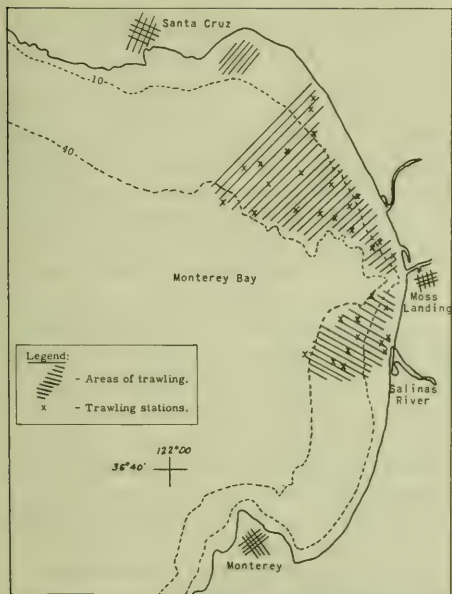 Santa Cruz
10
40
Monterey Bay
Moss
Landing
Legend:
- Areas of trawling.
x - Trawling stations.
Salinas
River
122°00
36°40'
Monterey